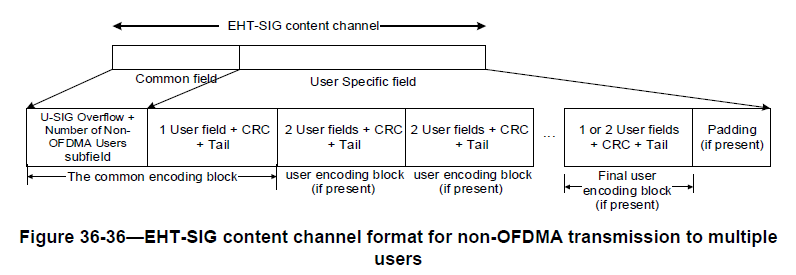 EHT-SIG content channel
Common field
User Specific field
U-SIG Overflow +
Number of Non-
OFDMA Users
subfield
1 User field + CRC
+ Tail
2 User fields + CRC
+ Tail
2 User fields + CRC
+ Tail
...
1 or 2 User fields
+ CRC + Tail
Padding
(if present)
The common encoding block
user encoding block
(if present)
user encoding block
(if present)
Final user
encoding block
(if present)
Figure 36-36—EHT-SIG content channel format for non-OFDMA transmission to multiple
users